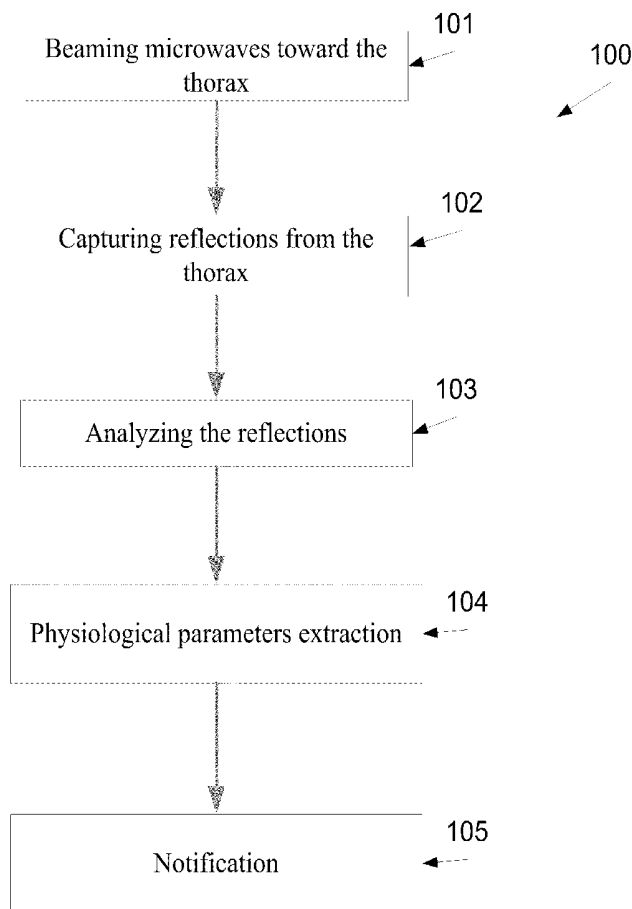 101
Beaming microwaves toward the
thorax
100
102
Capturing reflections from the
thorax
103
Analyzing the reflections
104
Physiological parameters extraction
105
Notification